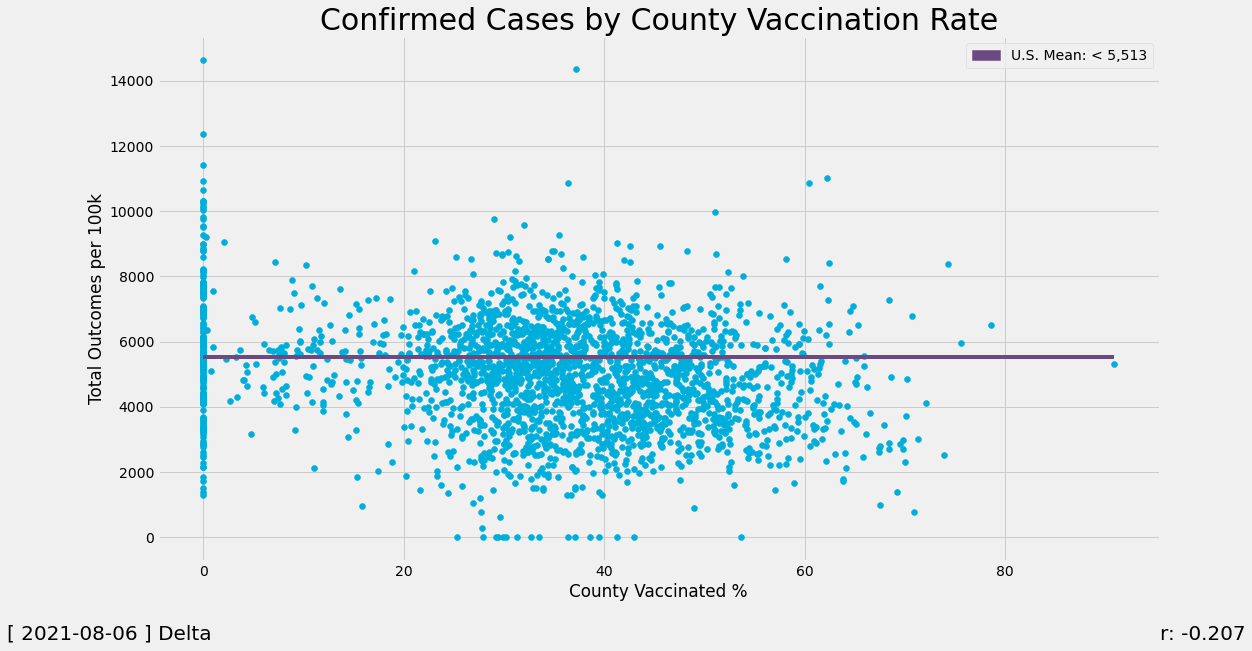 Confirmed Cases by County Vaccination Rate
U.S. Mean: < 5,513
Total Outcomes per 100k
14000
12000
10000
8000
6000
4000
2000
0
0 20 40 60 80
County Vaccinated %
[ 2021-08-06 ] Delta
r: -0.207